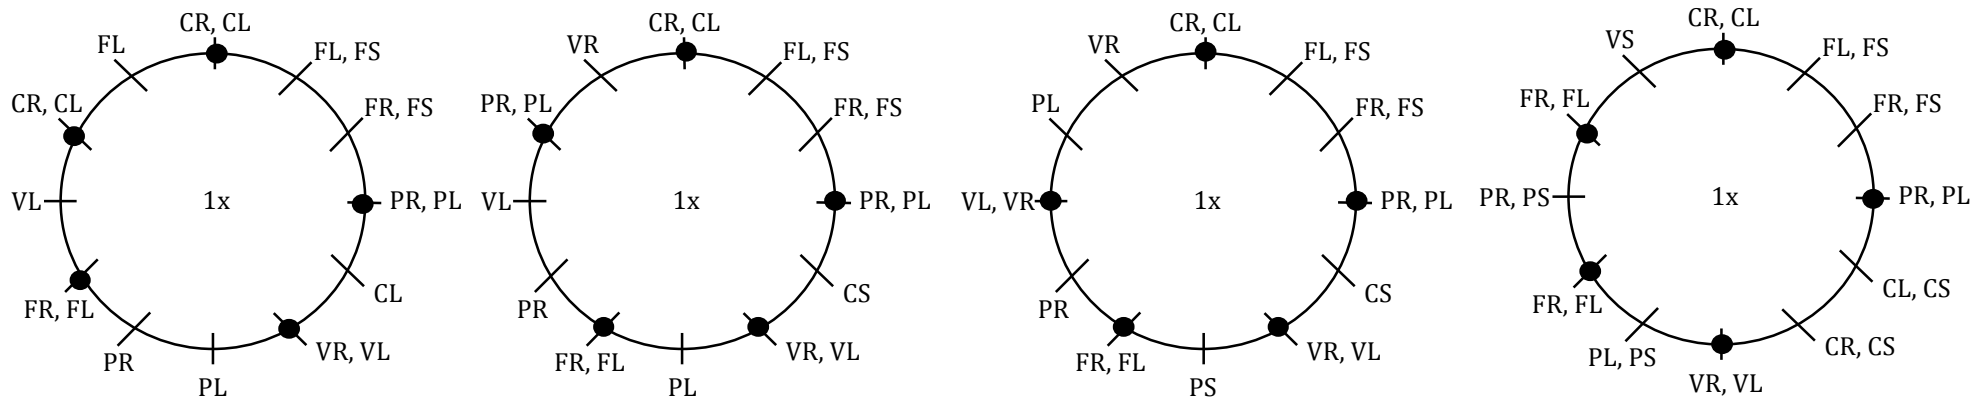 CR, CL
FL, FS
FR, FS
PR, PL
CL
VR, VL
PL
PR
FR, FL
VL
CR, CL
FL
1x
CR, CL
FL, FS
FR, FS
PR, PL
CS
VR, VL
PL
FR, FL
PR
VL
PR, PL
VR
1x
CR, CL
FL, FS
FR, FS
PR, PL
CS
VR, VL
PS
FR, FL
PR
VL, VR
PL
VR
1x
CR, CL
FL, FS
FR, FS
PR, PL
CL, CS
CR, CS
VR, VL
PL, PS
FR, FL
PR, PS
FR, FL
VS
1x